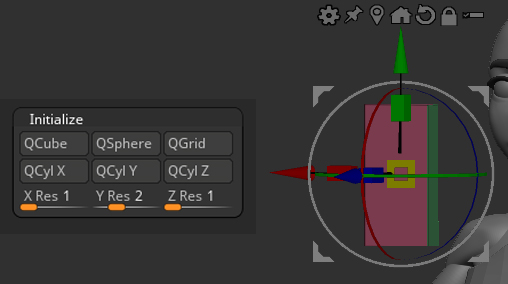 Initialize
QCube QSphere QGrid
QCyl X QCyl Y QCyl Z
X Res 1 Y Res 2 Z Res 1